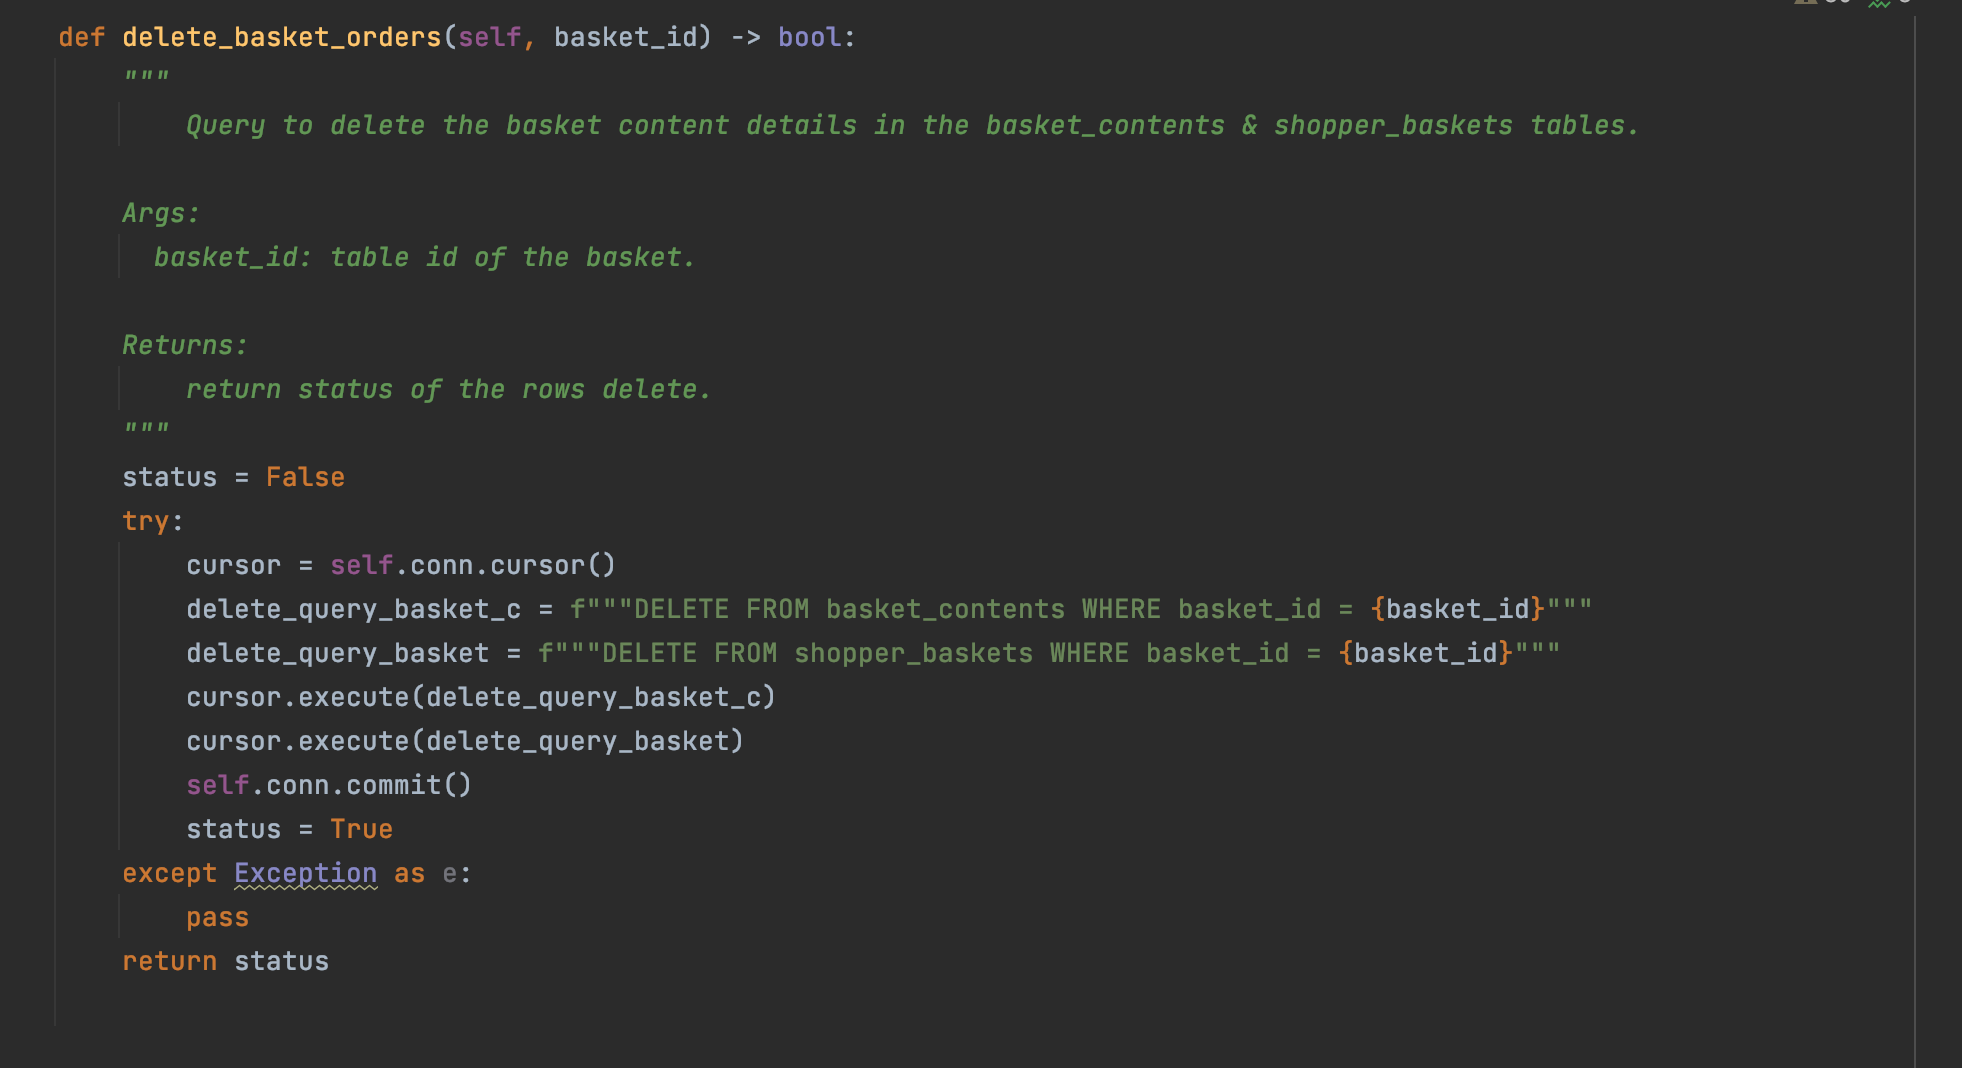 def delete_basket_orders(self, basket_id) -> bool:
"""
Query to delete the basket content details in the basket_contents & shopper_baskets tables.
Args:
basket_id: table id of the basket.
Returns:
return status of the rows delete.
"""
status = False
try:
cursor = self.conn.cursor()
delete_query_basket_c = f"""DELETE FROM basket_contents WHERE basket_id = {basket_id}"""
delete_query_basket = f"""DELETE FROM shopper_baskets WHERE basket_id = {basket_id}"""
cursor.execute(delete_query_basket_c)
cursor.execute(delete_query_basket)
self.conn.commit()
status = True
except Exception as e:
pass
return status